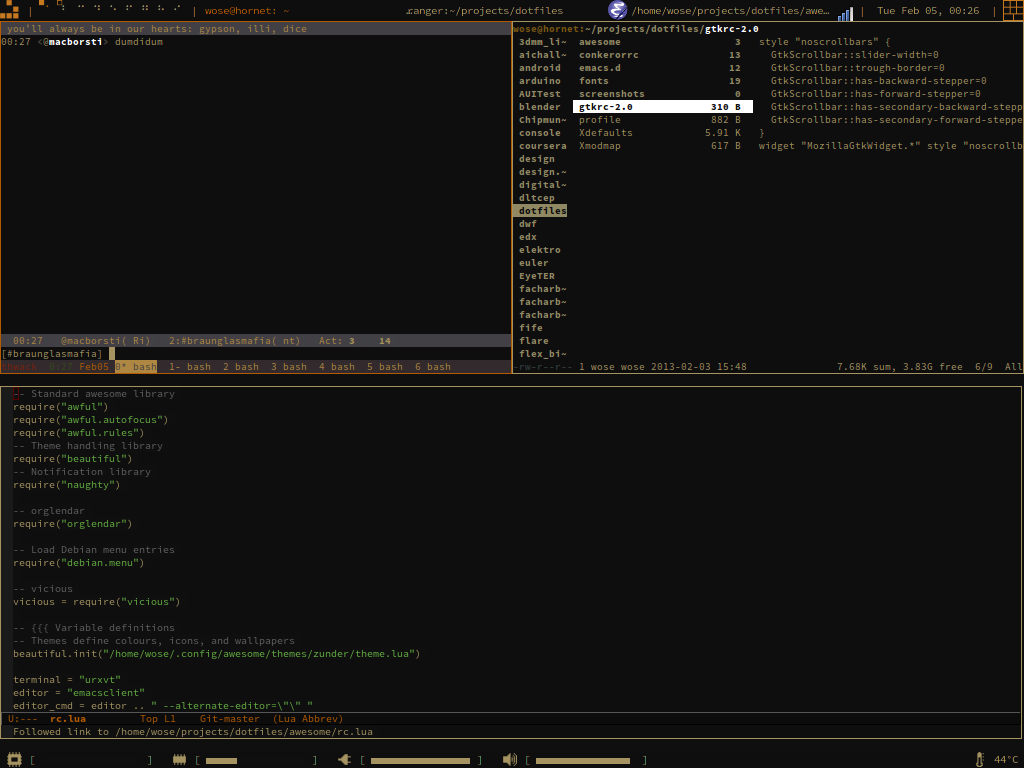 | | wose@hornet: ~ ranger:~/projects/dotfiles /home/wose/projects/dotfiles/awe… | Tue Feb 05, 00:26 |
you'll always be in our hearts: gypson, illi, dice
00:27 <@macborsti> dumdidum
00:27 @macborsti( Ri) 2:#braunglasmafia( nt) Act: 3 14
[#braunglasmafia]
0:27 Feb05 0* bash 1- bash 2 bash 3 bash 4 bash 5 bash 6 bash
wose@hornet:~/projects/dotfiles/gtkrc-2.0
3dmm_li~ awesome 3 style "noscrollbars" {
aichall~ conkerorrc 13 GtkScrollbar::slider-width=0
android emacs.d 12 GtkScrollbar::trough-border=0
arduino fonts 19 GtkScrollbar::has-backward-stepper=0
AUITest screenshots 0 GtkScrollbar::has-forward-stepper=0
blender gtkrc-2.0 310 B GtkScrollbar::has-secondary-backward-stepp
Chipmun~ profile 882 B GtkScrollbar::has-secondary-forward-steppe
console Xdefaults 5.91 K }
coursera Xmodmap 617 B widget "MozillaGtkWidget.*" style "noscrollb
design
design.~
digital~
dltcep
dotfiles
dwf
edx
elektro
euler
EyeTER
facharb~
facharb~
facharb~
fife
flare
flex_bi~
-rw-r--r-- 1 wose wose 2013-02-03 15:48 7.68K sum, 3.83G free 6/9 All
-- Standard awesome library
require("awful")
require("awful.autofocus")
require("awful.rules")
-- Theme handling library
require("beautiful")
-- Notification library
require("naughty")
-- orglendar
require("orglendar")
-- Load Debian menu entries
require("debian.menu")
-- vicious
vicious = require("vicious")
-- {{{ Variable definitions
-- Themes define colours, icons, and wallpapers
beautiful.init("/home/wose/.config/awesome/themes/zunder/theme.lua")
terminal = "urxvt"
editor = "emacsclient"
editor_cmd = editor .. " --alternate-editor=\"\" "
U:--- rc.lua Top L1 Git-master (Lua Abbrev)
Followed link to /home/wose/projects/dotfiles/awesome/rc.lua
[ ] [ ] [ ] [ ] 44°C